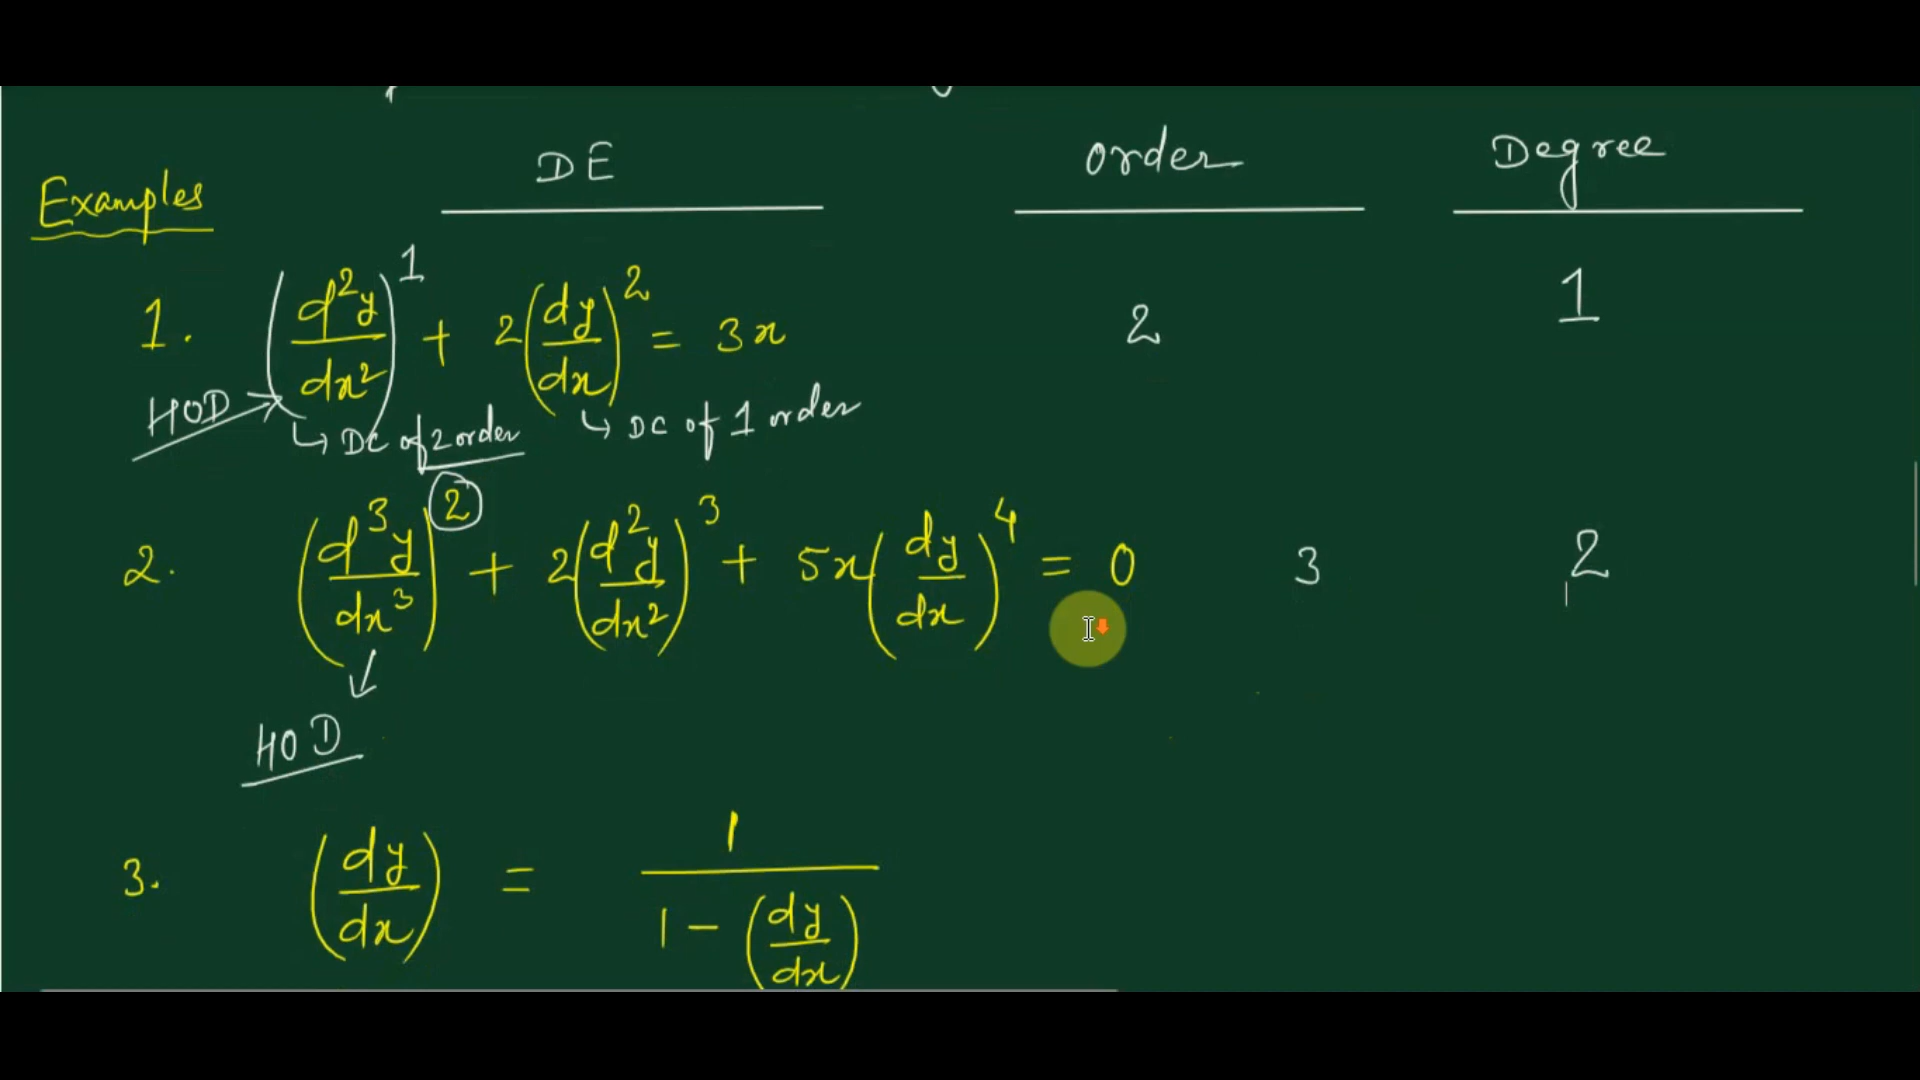 DE order Degree
Examples
1. (d²y/dx²)¹ + 2(dy/dx)² = 3x 2 1
HOD → DC of 2 order ↳ DC of 1 order
2. (d³y/dx³)² + 2(d²y/dx²)³ + 5x(dy/dx)⁴ = 0 3 2
HOD
3. (dy/dx) = 1/(1 - (dy/dx))